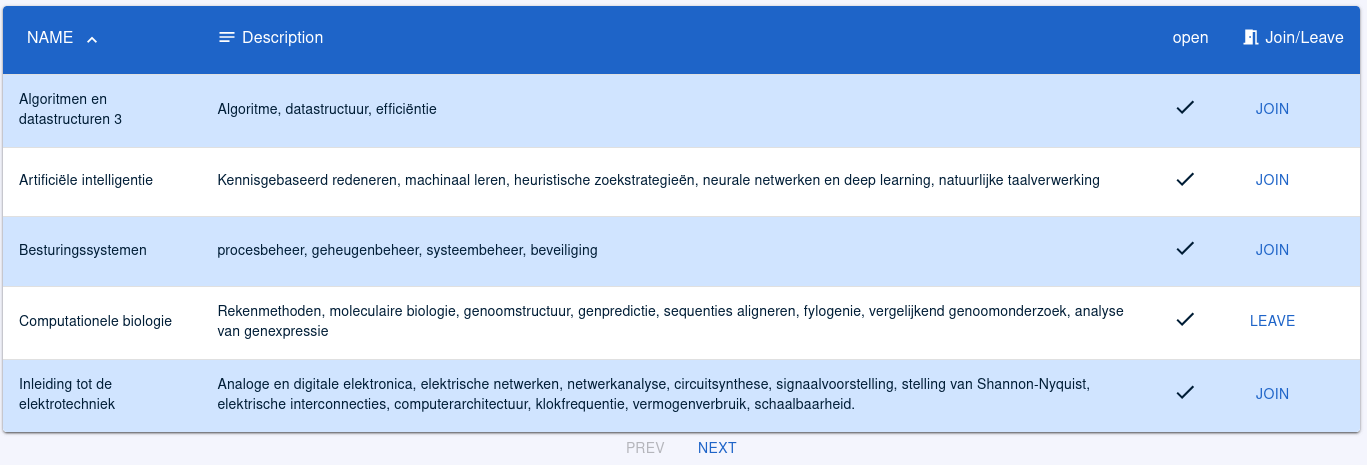 NAME Description open Join/Leave
Algoritmen en
datastructuren 3
Algoritme, datastructuur, efficiëntie
JOIN
Artificiële intelligentie
Kennisgebaseerd redeneren, machinaal leren, heuristische zoekstrategieën, neurale netwerken en deep learning, natuurlijke taalverwerking
JOIN
Besturingssystemen
procesbeheer, geheugenbeheer, systeembeheer, beveiliging
JOIN
Computationele biologie
Rekenmethoden, moleculaire biologie, genoomstructuur, genpredictie, sequenties aligneren, fylogenie, vergelijkend genoomonderzoek, analyse
van genexpressie
LEAVE
Inleiding tot de
elektrotechniek
Analoge en digitale elektronica, elektrische netwerken, netwerkanalyse, circuitsynthese, signaalvoorstelling, stelling van Shannon-Nyquist,
elektrische interconnecties, computerarchitectuur, klokfrequentie, vermogenverbruik, schaalbaarheid.
JOIN
PREV NEXT